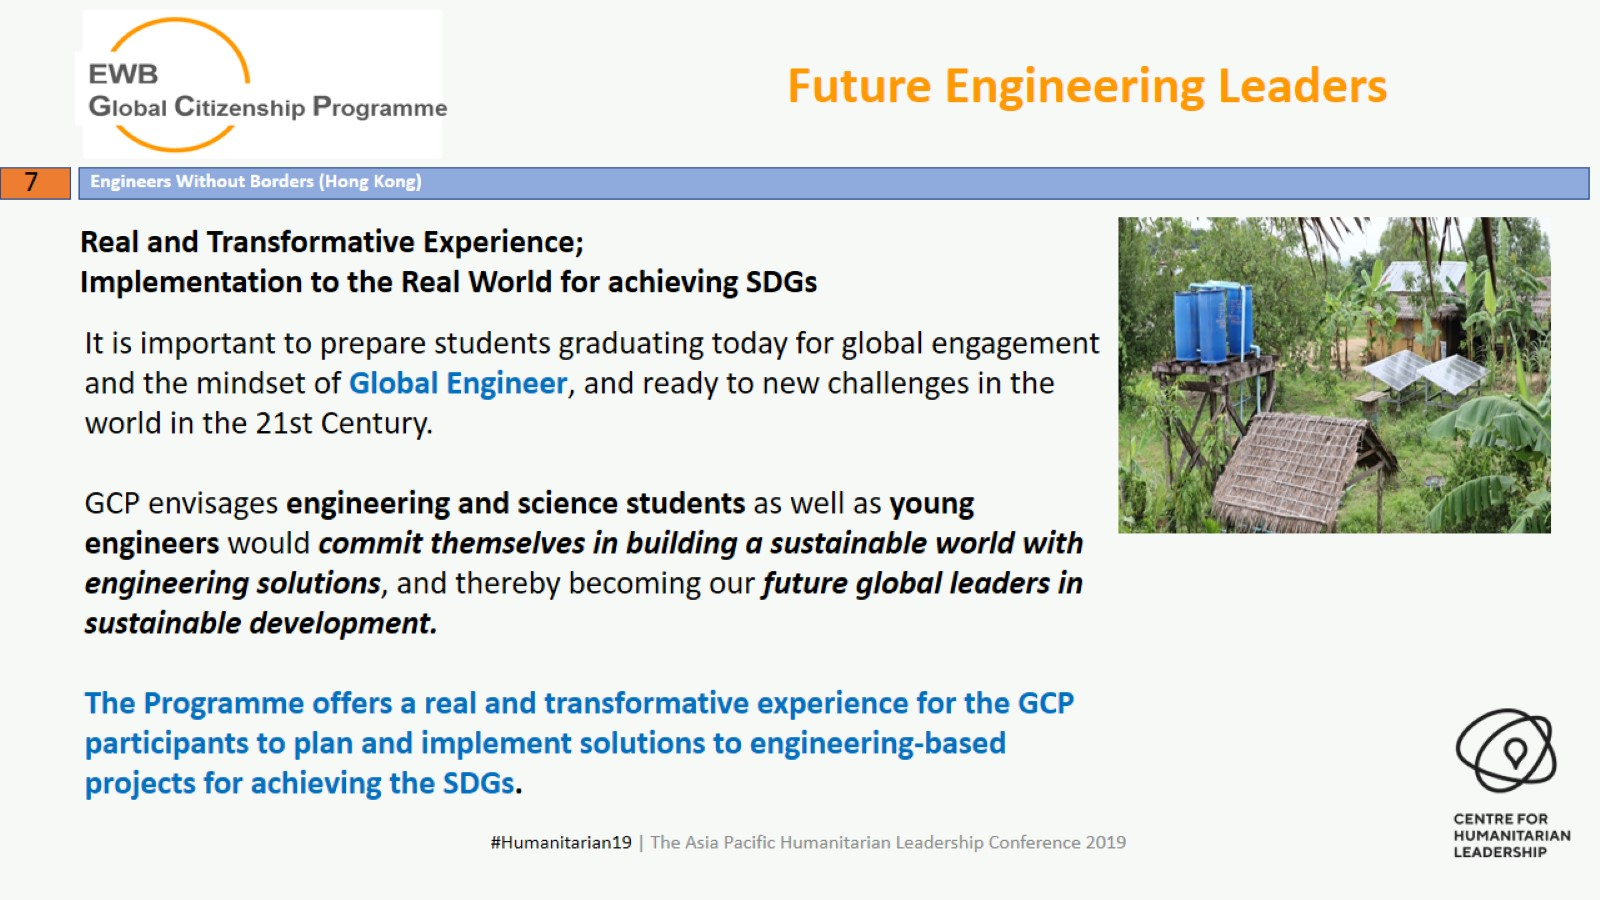 EWB
Global Citizenship Programme
Future Engineering Leaders
7
Engineers Without Borders (Hong Kong)
Real and Transformative Experience;
Implementation to the Real World for achieving SDGs
It is important to prepare students graduating today for global engagement
and the mindset of Global Engineer, and ready to new challenges in the
world in the 21st Century.
GCP envisages engineering and science students as well as young
engineers would commit themselves in building a sustainable world with
engineering solutions, and thereby becoming our future global leaders in
sustainable development.
The Programme offers a real and transformative experience for the GCP
participants to plan and implement solutions to engineering-based
projects for achieving the SDGs.
#Humanitarian19 | The Asia Pacific Humanitarian Leadership Conference 2019
CENTRE FOR
HUMANITARIAN
LEADERSHIP